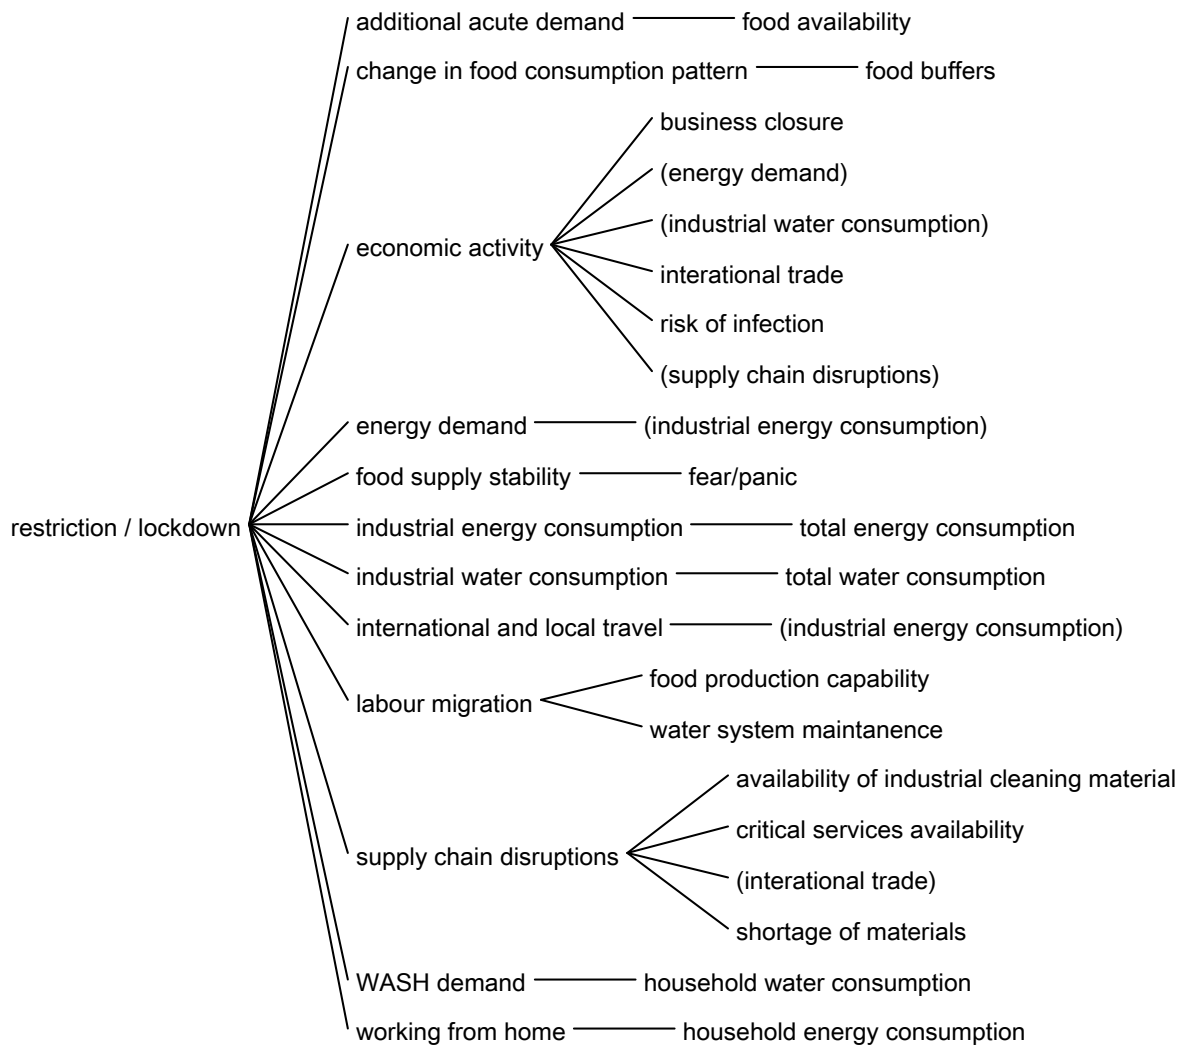 additional acute demand food availability
change in food consumption pattern food buffers
business closure
(energy demand)
(industrial water consumption)
economic activity
interational trade
risk of infection
(supply chain disruptions)
energy demand (industrial energy consumption)
food supply stability fear/panic
restriction / lockdown industrial energy consumption total energy consumption
industrial water consumption total water consumption
international and local travel (industrial energy consumption)
food production capability
labour migration
water system maintanence
availability of industrial cleaning material
critical services availability
supply chain disruptions
(interational trade)
shortage of materials
WASH demand household water consumption
working from home household energy consumption